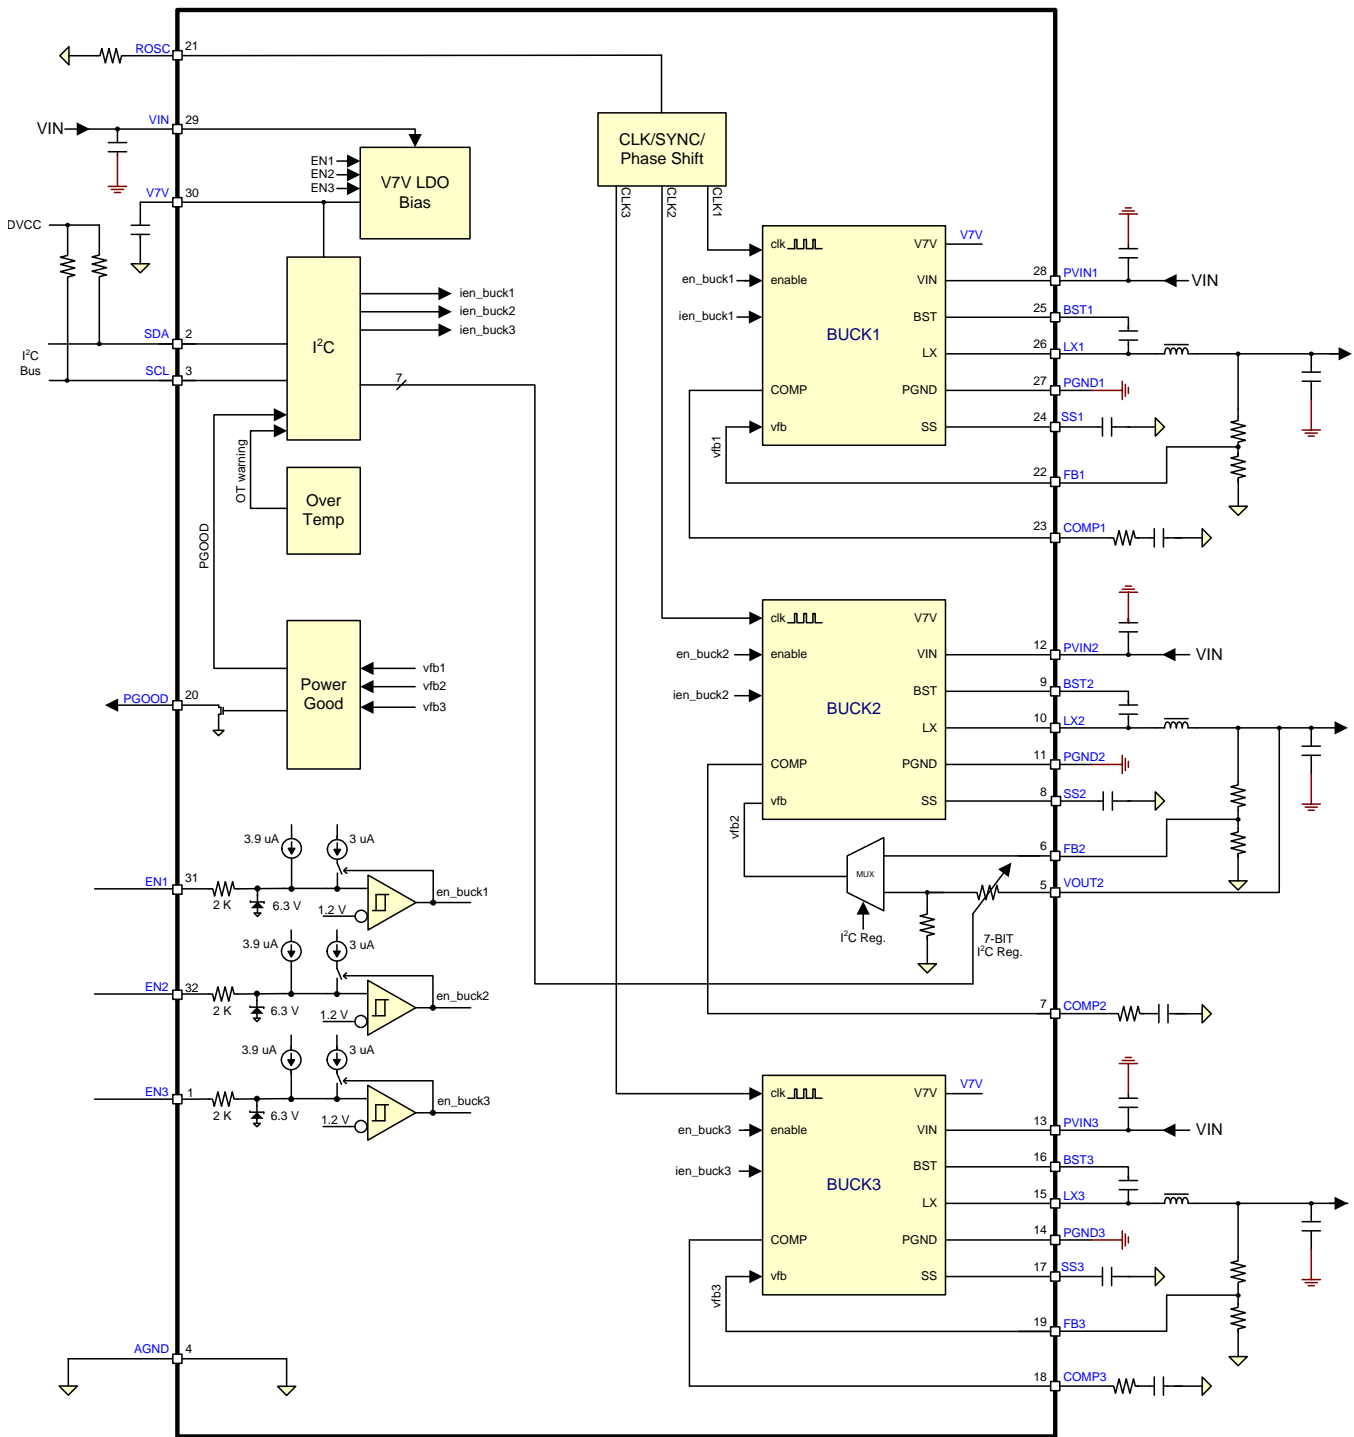 ROSC
21
VIN
VIN
29
EN1
EN2
EN3
V7V LDO
Bias
V7V
30
DVCC
CLK/SYNC/
Phase Shift
CLK3
CLK2
CLK1
SDA
2
I²C
Bus
SCL
3
I²C
ien_buck1
ien_buck2
ien_buck3
7
PGOOD
OT warning
Over
Temp
Power
Good
vfb1
vfb2
vfb3
PGOOD
20
clk
enable
en_buck1
ien_buck1
BUCK1
COMP
vfb
vfb1
V7V
V7V
VIN
28
PVIN1
VIN
BST
25
BST1
LX
26
LX1
PGND
27
PGND1
SS
24
SS1
22
FB1
23
COMP1
clk
enable
en_buck2
ien_buck2
BUCK2
COMP
vfb
vfb2
V7V
VIN
12
PVIN2
VIN
BST
9
BST2
LX
10
LX2
PGND
11
PGND2
SS
8
SS2
6
FB2
5
VOUT2
MUX
I²C Reg.
7-BIT
I²C Reg.
7
COMP2
3.9 uA
3 uA
EN1
31
2 K
6.3 V
1.2 V
en_buck1
3.9 uA
3 uA
EN2
32
2 K
6.3 V
1.2 V
en_buck2
3.9 uA
3 uA
EN3
1
2 K
6.3 V
1.2 V
en_buck3
clk
enable
en_buck3
ien_buck3
BUCK3
COMP
vfb
vfb3
V7V
V7V
VIN
13
PVIN3
VIN
BST
16
BST3
LX
15
LX3
PGND
14
PGND3
SS
17
SS3
19
FB3
18
COMP3
AGND
4